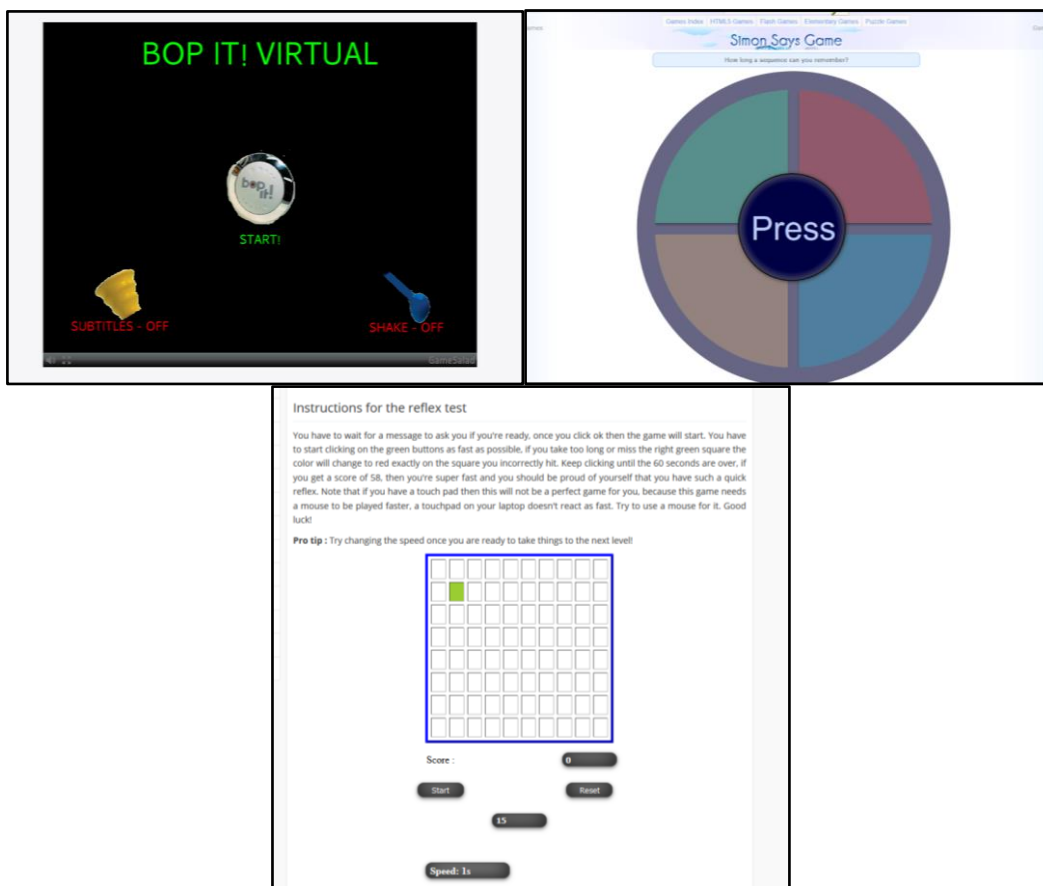 BOP IT! VIRTUAL
bop it!
START!
SUBTITLES - OFF
SHAKE - OFF
GameSalad
Games Index HTML5 Games Flash Games Elementary Games Puzzle Games
Simon Says Game
How long a sequence can you remember?
Press
Instructions for the reflex test
You have to wait for a message to ask you if you're ready, once you click ok then the game will start. You have
to start clicking on the green buttons as fast as possible, if you take too long or miss the right green square the
color will change to red exactly on the square you incorrectly hit. Keep clicking until the 60 seconds are over, if
you get a score of 58, then you're super fast and you should be proud of yourself that you have such a quick
reflex. Note that if you have a touch pad then this will not be a perfect game for you, because this game needs
a mouse to be played faster, a touchpad on your laptop doesn't react as fast. Try to use a mouse for it. Good
luck!
Pro tip : Try changing the speed once you are ready to take things to the next level!
Score : 0
Start Reset
15
Speed: 1s